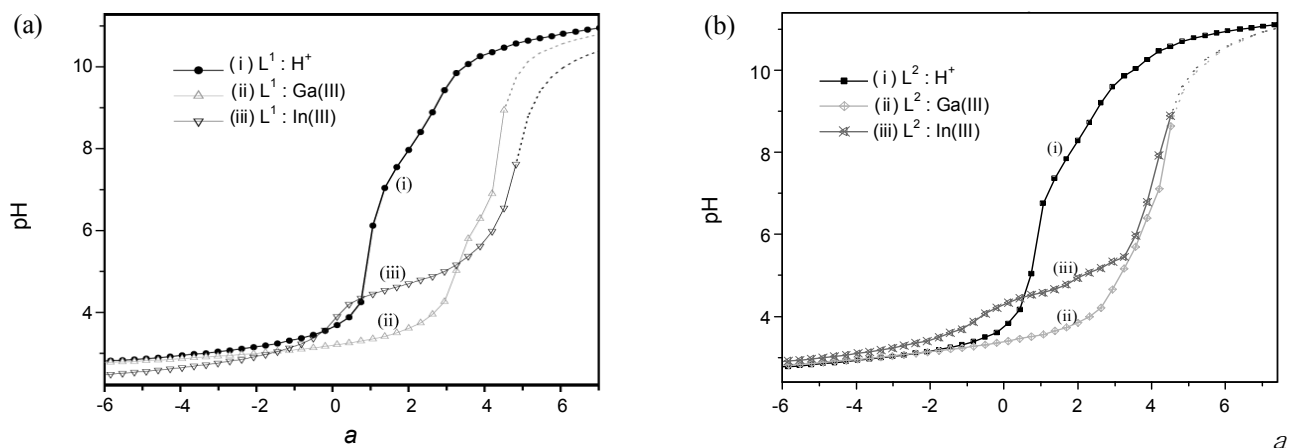 (a)
(i) L¹ : H⁺
(ii) L¹ : Ga(III)
(iii) L¹ : In(III)
(i)
(iii)
(ii)
pH
10
8
6
4
-6 -4 -2 0 2 4 6
a
(b)
(i) L² : H⁺
(ii) L² : Ga(III)
(iii) L² : In(III)
(i)
(iii)
(ii)
pH
10
8
6
4
-6 -4 -2 0 2 4 6
a